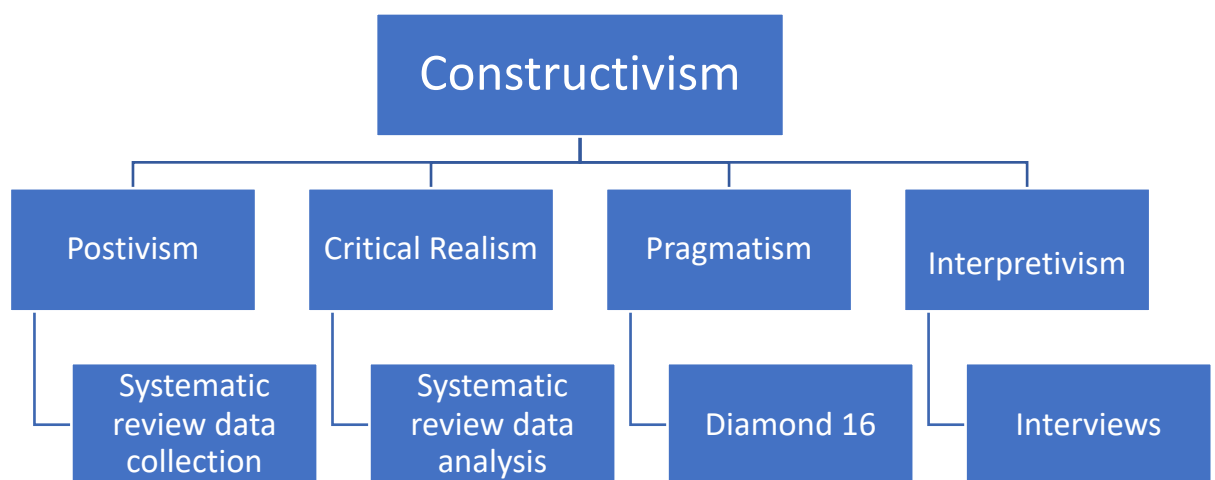 Constructivism
Postivism
Critical Realism
Pragmatism
Interpretivism
Systematic
review data
collection
Systematic
review data
analysis
Diamond 16
Interviews